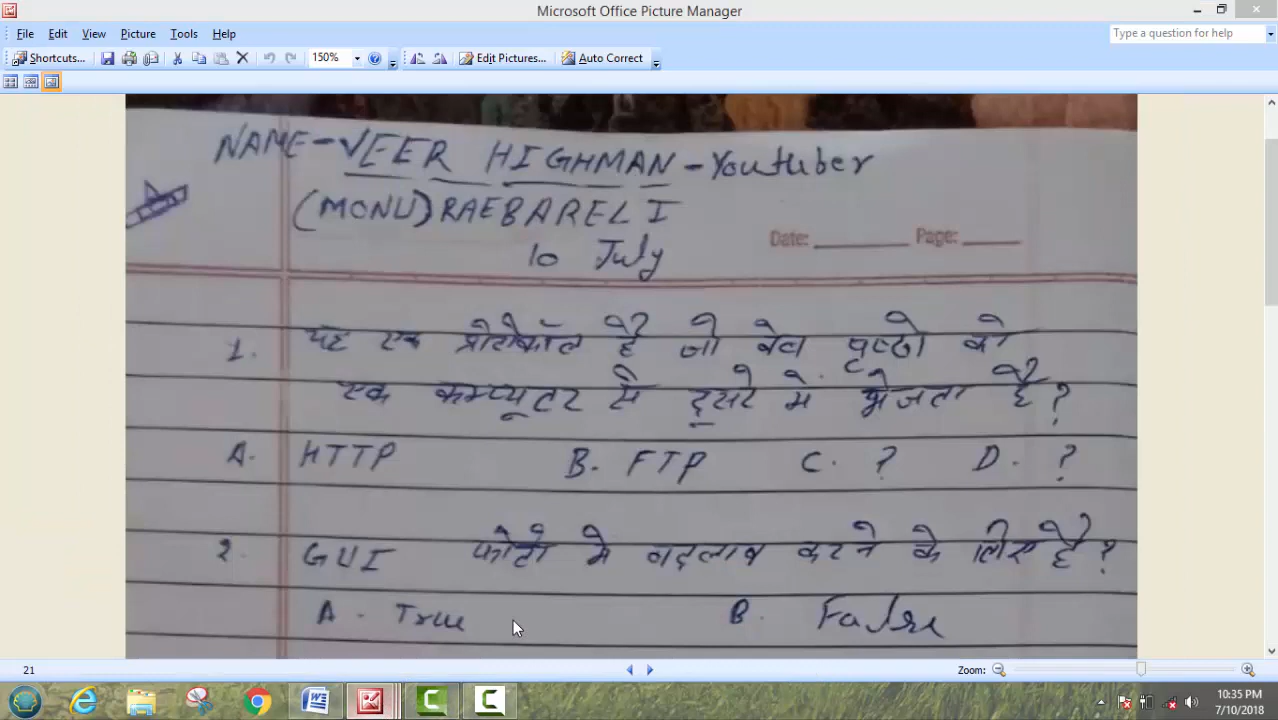 Microsoft Office Picture Manager
File Edit View Picture Tools Help
Type a question for help
Shortcuts... 150% Edit Pictures... Auto Correct
NAME-VEER HIGHMAN-Youtuber
(MONU) RAEBARELI
10 July
Date: Page:
1. यह एक प्रोटोकॉल है जो वेब पृष्ठो को
एक कम्प्यूटर से दूसरे मे भेजता है?
A. HTTP B. FTP C. ? D. ?
2. GUI फोटो मे बदलाव करने के लिए है?
A. True B. False
21
Zoom:
10:35 PM
7/10/2018